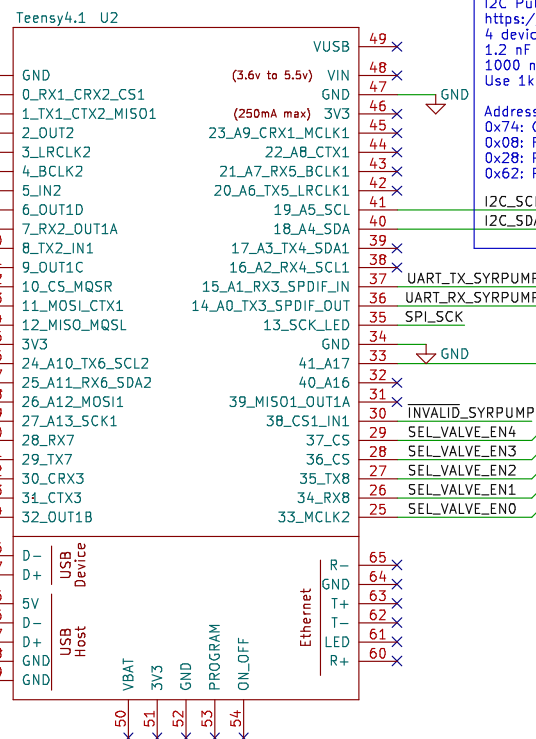 Teensy4.1 U2
VUSB 49
GND (3.6v to 5.5v) VIN 48
0_RX1_CRX2_CS1 GND 47 GND
1_TX1_CTX2_MISO1 (250mA max) 3V3 46
2_OUT2 23_A9_CRX1_MCLK1 45
3_LRCLK2 22_A8_CTX1 44
4_BCLK2 21_A7_RX5_BCLK1 43
5_IN2 20_A6_TX5_LRCLK1 42
6_OUT1D 19_A5_SCL 41
7_RX2_OUT1A 18_A4_SDA 40
8_TX2_IN1 17_A3_TX4_SDA1 39
9_OUT1C 16_A2_RX4_SCL1 38
10_CS_MQSR 15_A1_RX3_SPDIF_IN 37 UART_TX_SYRPUMP
11_MOSI_CTX1 14_A0_TX3_SPDIF_OUT 36 UART_RX_SYRPUMP
12_MISO_MQSL 13_SCK_LED 35 SPI_SCK
3V3 GND 34 GND
24_A10_TX6_SCL2 41_A17 33
25_A11_RX6_SDA2 40_A16 32
26_A12_MOSI1 39_MISO1_OUT1A 31
27_A13_SCK1 38_CS1_IN1 30 INVALID_SYRPUMP
28_RX7 37_CS 29 SEL_VALVE_EN4
29_TX7 36_CS 28 SEL_VALVE_EN3
30_CRX3 35_TX8 27 SEL_VALVE_EN2
31_CTX3 34_RX8 26 SEL_VALVE_EN1
32_OUT1B 33_MCLK2 25 SEL_VALVE_EN0
D-
D+
USB
Device
5V
D-
D+
GND
GND
USB
Host
Ethernet
R- 65
GND 64
T+ 63
T- 62
LED 61
R+ 60
VBAT 50
3V3 51
GND 52
PROGRAM 53
ON_OFF 54
I2C Pu
https:/
4 devic
1.2 nF
1000 n
Use 1k
Address
0x74: 
0x08: 
0x28: 
0x62: 
I2C_SCL
I2C_SDA